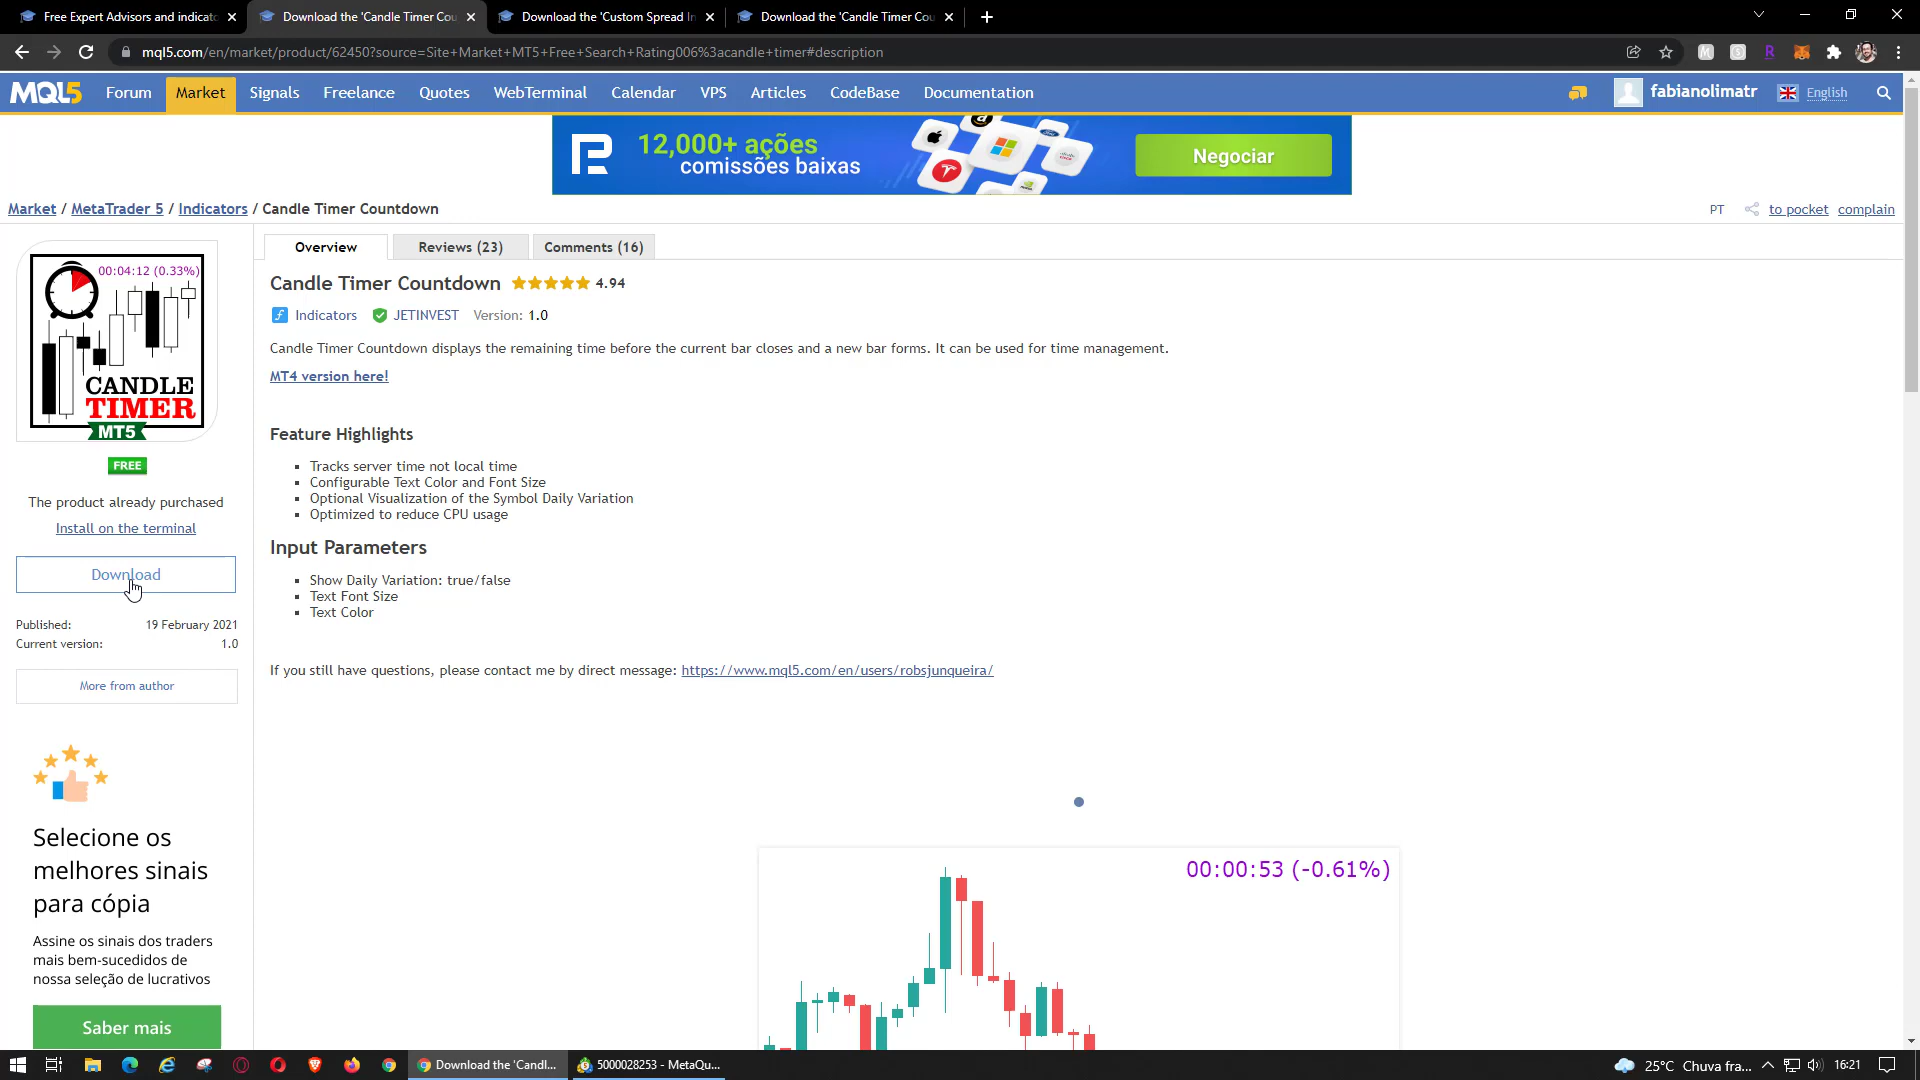 Free Expert Advisors and indicato
Download the 'Candle Timer Cou
Download the 'Custom Spread In
Download the 'Candle Timer Cou
mql5.com/en/market/product/62450?source=Site+Market+MT5+Free+Search+Rating006%3acandle+timer#description
MQL5
Forum
Market
Signals
Freelance
Quotes
WebTerminal
Calendar
VPS
Articles
CodeBase
Documentation
fabianolimatr
English
12,000+ ações
comissões baixas
Negociar
Market / MetaTrader 5 / Indicators / Candle Timer Countdown
PT
to pocket
complain
00:04:12 (0.33%)
CANDLE
TIMER
MT5
FREE
The product already purchased
Install on the terminal
Download
Published: 19 February 2021
Current version: 1.0
More from author
Selecione os
melhores sinais
para cópia
Assine os sinais dos traders
mais bem-sucedidos de
nossa seleção de lucrativos
Saber mais
Overview
Reviews (23)
Comments (16)
Candle Timer Countdown 4.94
Indicators JETINVEST Version: 1.0
Candle Timer Countdown displays the remaining time before the current bar closes and a new bar forms. It can be used for time management.
MT4 version here!
Feature Highlights
Tracks server time not local time
Configurable Text Color and Font Size
Optional Visualization of the Symbol Daily Variation
Optimized to reduce CPU usage
Input Parameters
Show Daily Variation: true/false
Text Font Size
Text Color
If you still have questions, please contact me by direct message: https://www.mql5.com/en/users/robsjunqueira/
00:00:53 (-0.61%)
Download the 'Candl...
5000028253 - MetaQu...
25°C Chuva fra...
16:21